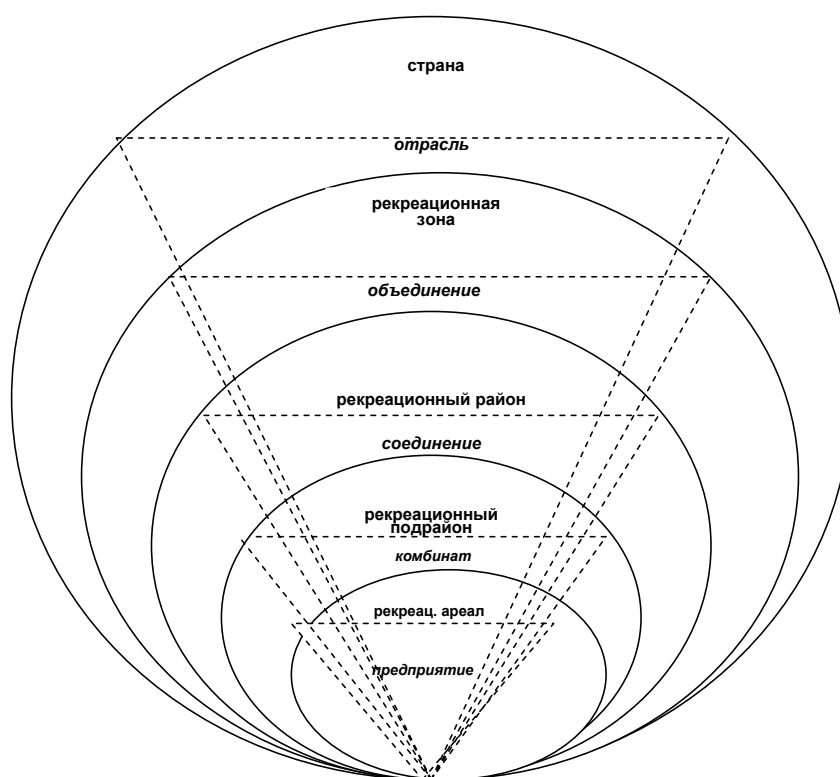 страна
отрасль
рекреационная
зона
объединение
рекреационный район
соединение
рекреационный
подрайон
комбинат
рекреац. ареал
предприятие